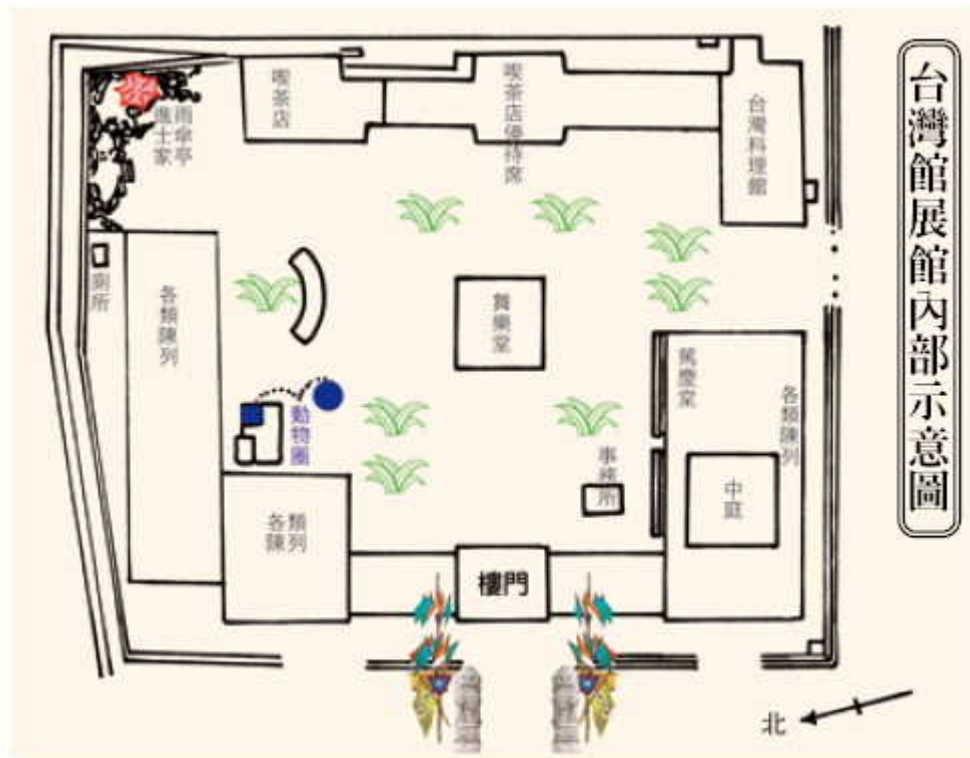 台灣館展館內部示意圖
喫茶店
喫茶店優待席
台灣料理館
雨傘亭
進士家
廁所
各類陳列
舞樂堂
篤慶堂
各類陳列
動物園
事務所
中庭
各類
陳列
樓門
北